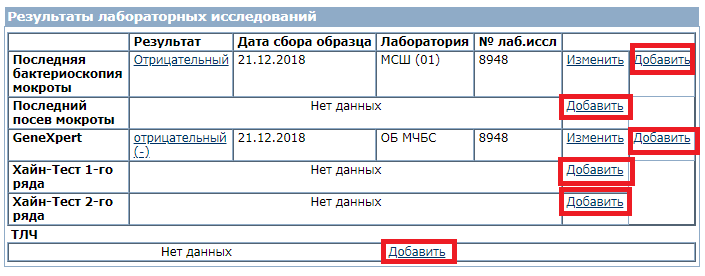 Результаты лабораторных исследований
Результат Дата сбора образца Лаборатория № лаб.иссл
Последняя бактериоскопия мокроты Отрицательный 21.12.2018 МСШ (01) 8948 Изменить Добавить
Последний посев мокроты Нет данных Добавить
GeneXpert отрицательный (-) 21.12.2018 ОБ МЧБС 8948 Изменить Добавить
Хайн-Тест 1-го ряда Нет данных Добавить
Хайн-Тест 2-го ряда Нет данных Добавить
ТЛЧ
Нет данных Добавить